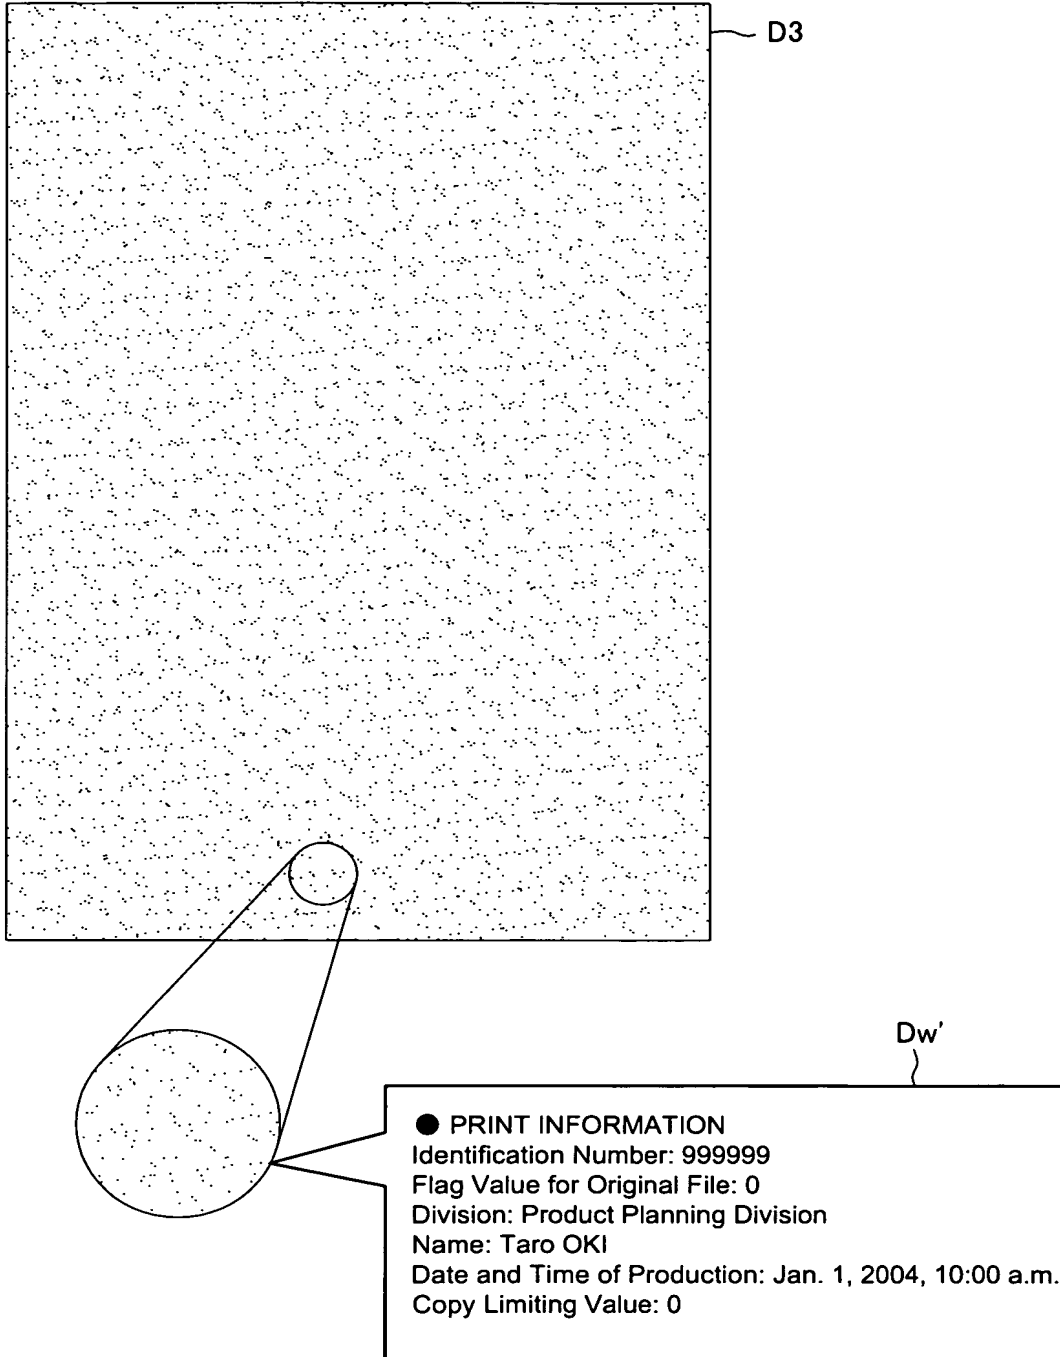 D3
Dw'
● PRINT INFORMATION
Identification Number: 999999
Flag Value for Original File: 0
Division: Product Planning Division
Name: Taro OKI
Date and Time of Production: Jan. 1, 2004, 10:00 a.m.
Copy Limiting Value: 0